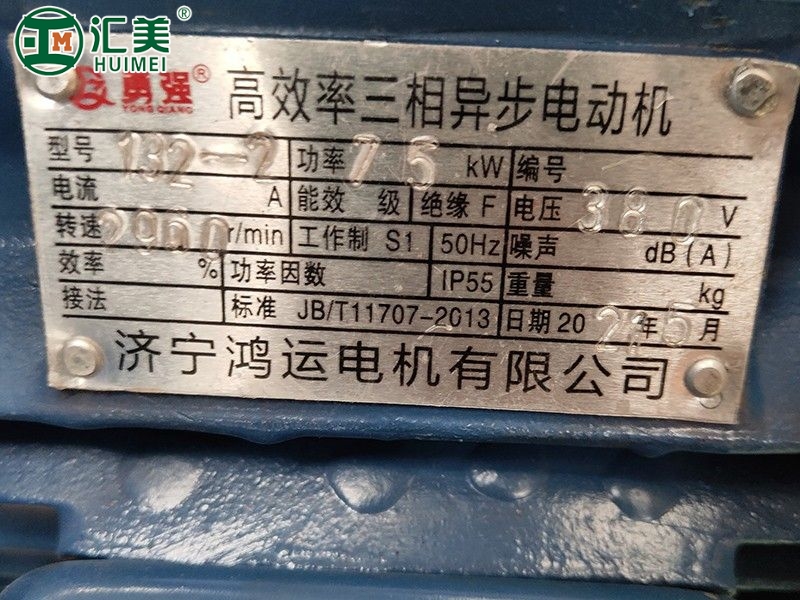 汇美®
HUIMEI
勇强® 高效率三相异步电动机
YONG QIANG
型号 132-2 功率 7.5 kW 编号
电流 A 能效 级 绝缘 F 电压 380 V
转速 2900 r/min 工作制 S1 50Hz 噪声 dB(A)
效率 % 功率因数 IP55 重量 kg
接法 标准 JB/T11707-2013 日期 20 21 年 5 月
济宁鸿运电机有限公司